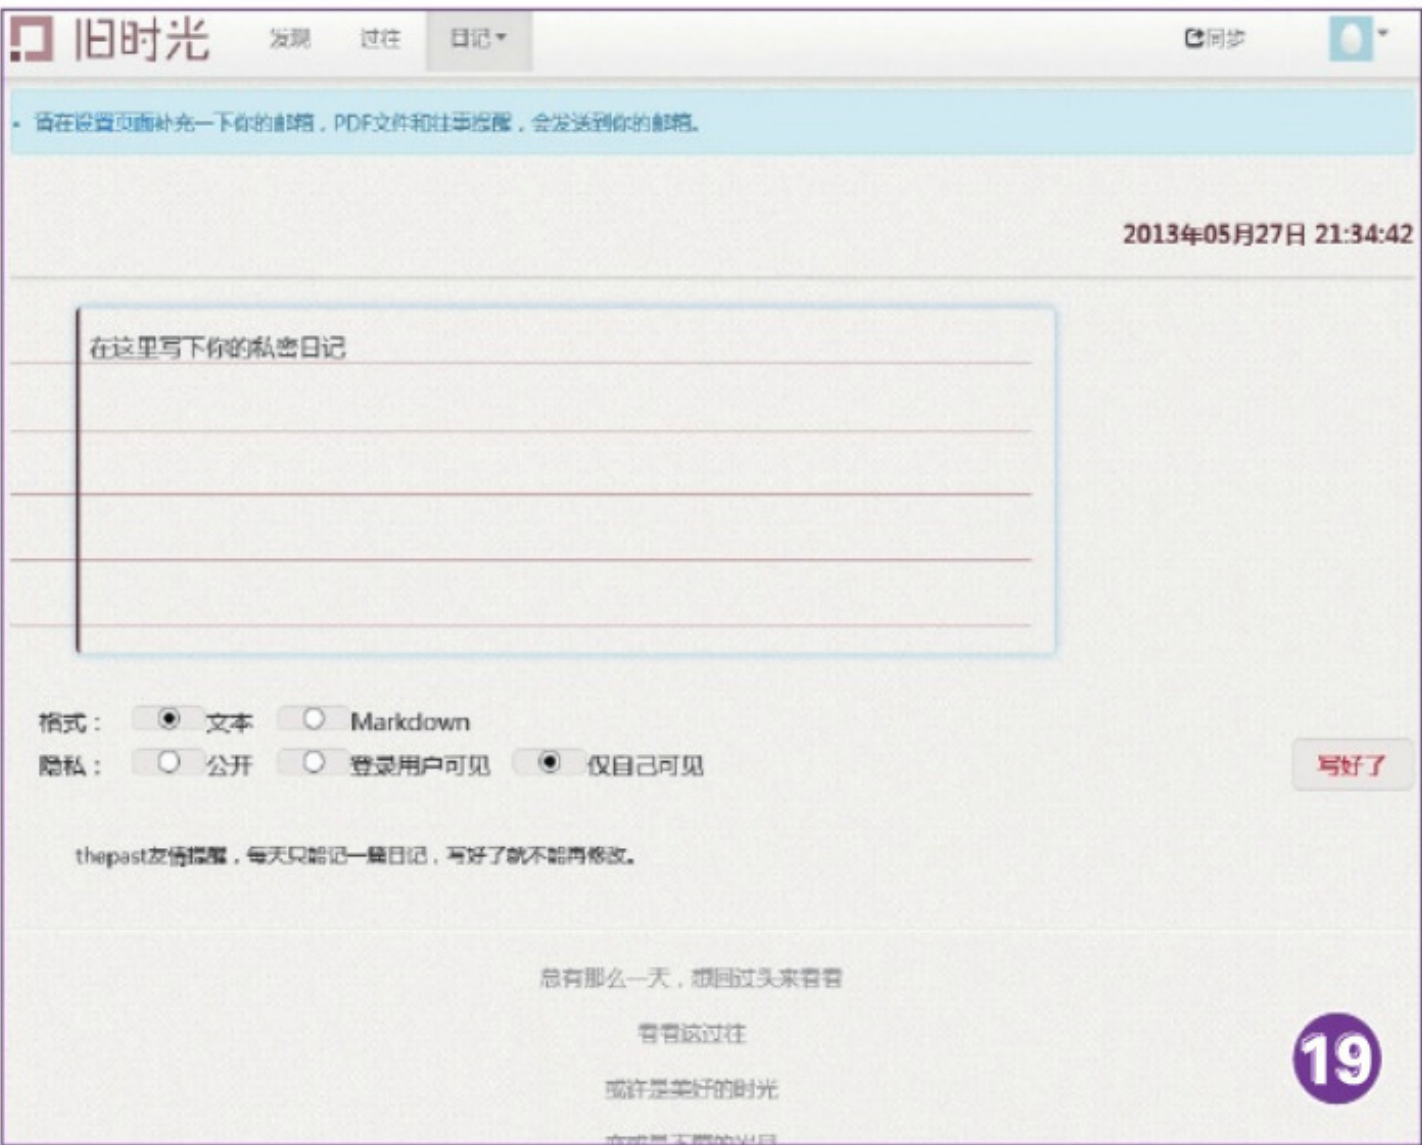 旧时光 发现 过往 日记 同步
请在设置页面补充一下你的邮箱，PDF文件和往事提醒，会发送到你的邮箱。
2013年05月27日 21:34:42
在这里写下你的私密日记
格式： 文本 Markdown
隐私： 公开 登录用户可见 仅自己可见
写好了
thepast友情提醒，每天只能记一篇日记，写好了就不能再修改。
总有那么一天，想回过头来看看
看看这过往
或许是美好的时光
19